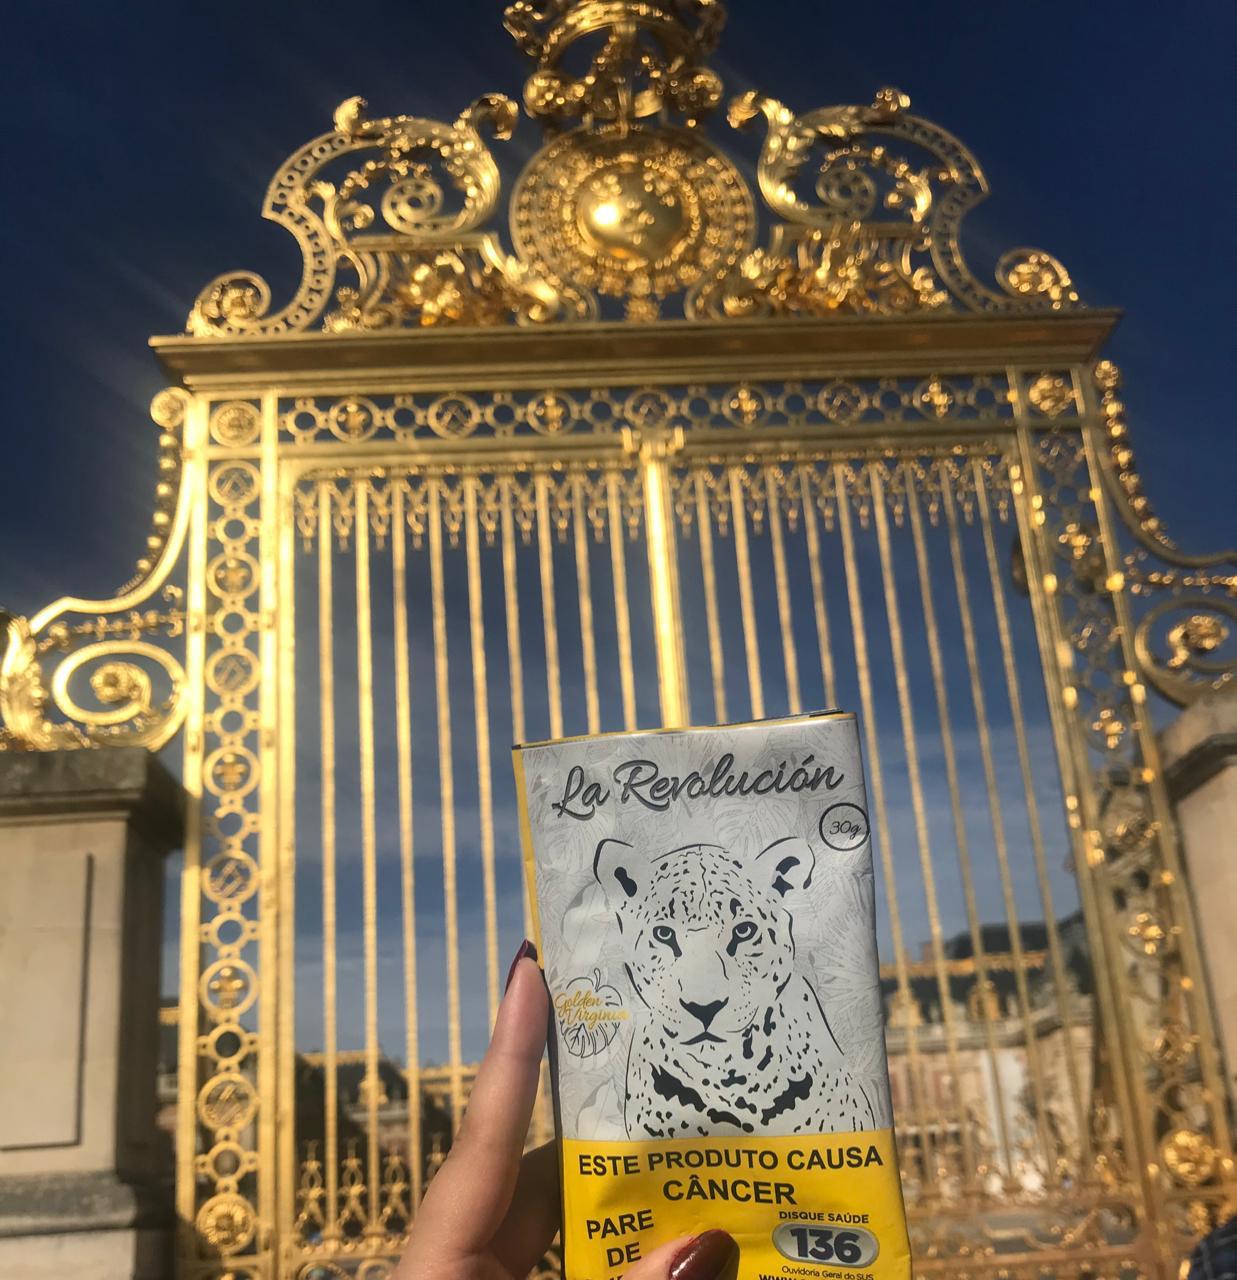 La Revolución
30g
Golden
Virginia
ESTE PRODUTO CAUSA
CÂNCER
PARE
DE
DISQUE SAÚDE
136
Ouvidoria Geral do SUS